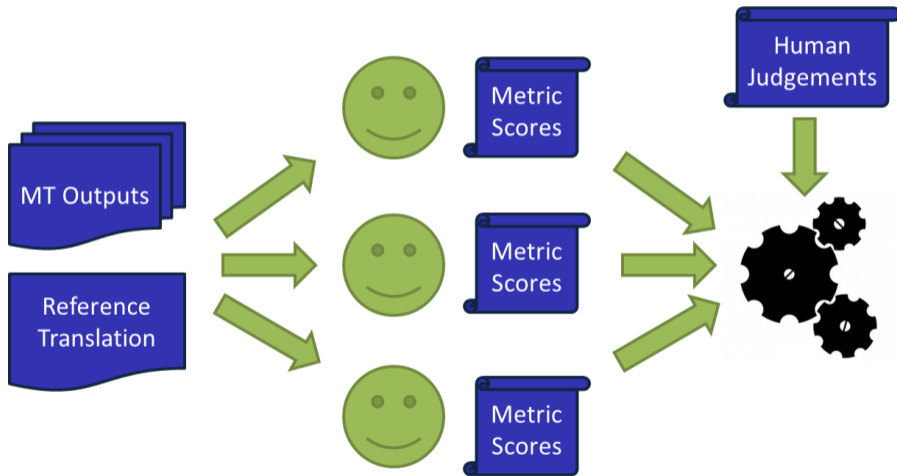 MT Outputs
Reference
Translation
Metric
Scores
Metric
Scores
Metric
Scores
Human
Judgements